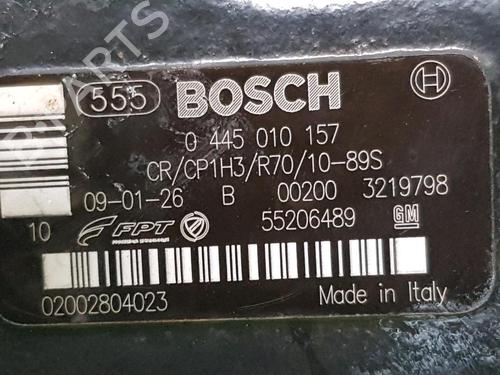 555 BOSCH
0 445 010 157
CR/CP1H3/R70/10-89S
09-01-26 B 00200 3219798
10 FPT 55206489 GM
02002804023 Made in Italy